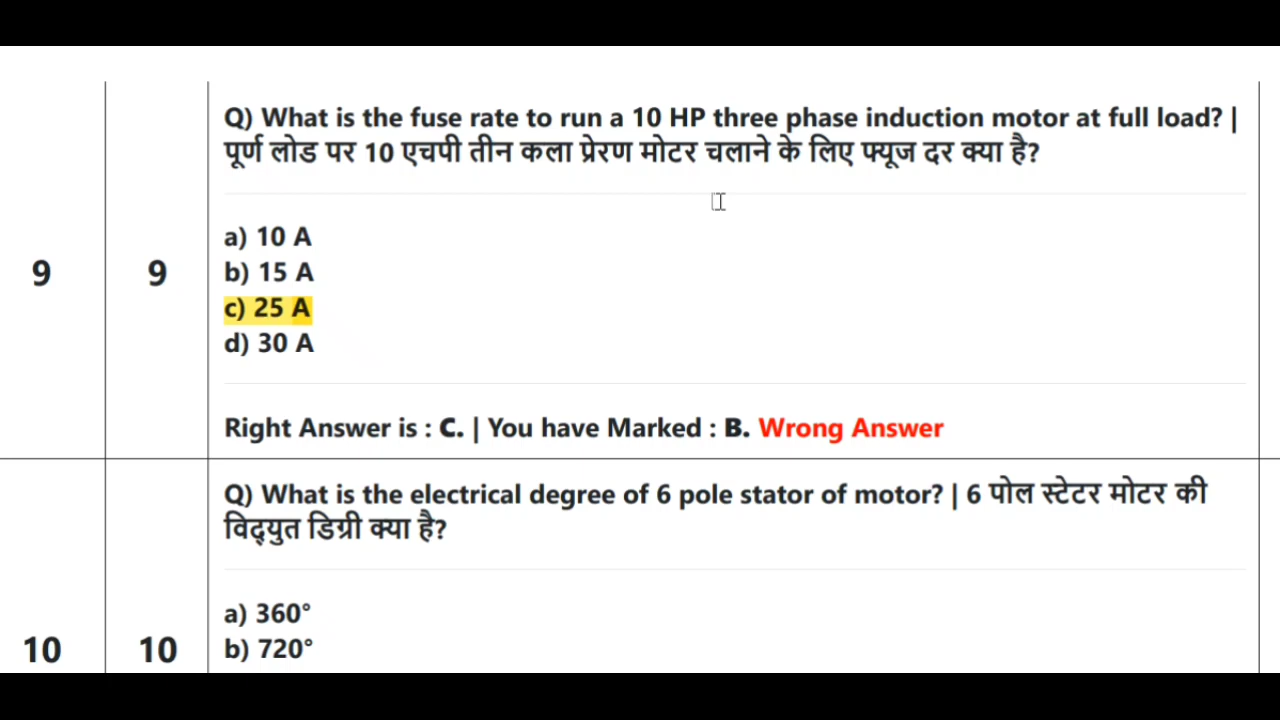 Q) What is the fuse rate to run a 10 HP three phase induction motor at full load? |
पूर्ण लोड पर 10 एचपी तीन कला प्रेरण मोटर चलाने के लिए फ्यूज दर क्या है?
a) 10 A
9 9 b) 15 A
c) 25 A
d) 30 A
Right Answer is : C. | You have Marked : B. Wrong Answer
Q) What is the electrical degree of 6 pole stator of motor? | 6 पोल स्टेटर मोटर की
विद्युत डिग्री क्या है?
a) 360°
10 10 b) 720°